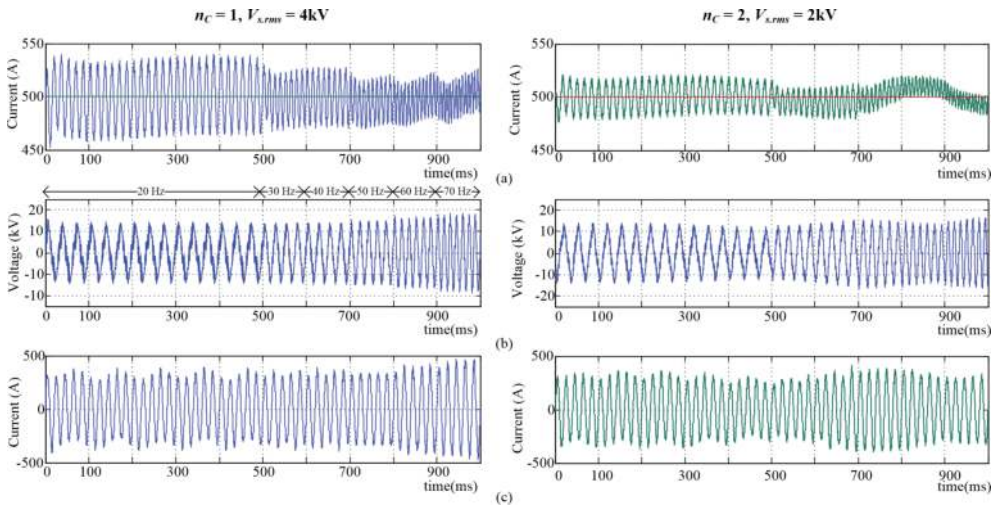 n_C = 1, V_s.rms = 4kV
n_C = 2, V_s.rms = 2kV
550
500
450
Current (A)
0 100 300 500 700 900
time(ms)
550
500
450
Current (A)
0 100 300 500 700 900
time(ms)
(a)
20 Hz 30 Hz 40 Hz 50 Hz 60 Hz 70 Hz
20
10
0
-10
-10
Voltage (kV)
0 100 300 500 700 900
time(ms)
20
10
0
-10
-20
Voltage (kV)
0 100 300 500 700 900
time(ms)
(b)
500
0
-500
Current (A)
0 100 300 500 700 900
time(ms)
500
0
-500
Current (A)
0 100 300 500 700 900
time(ms)
(c)